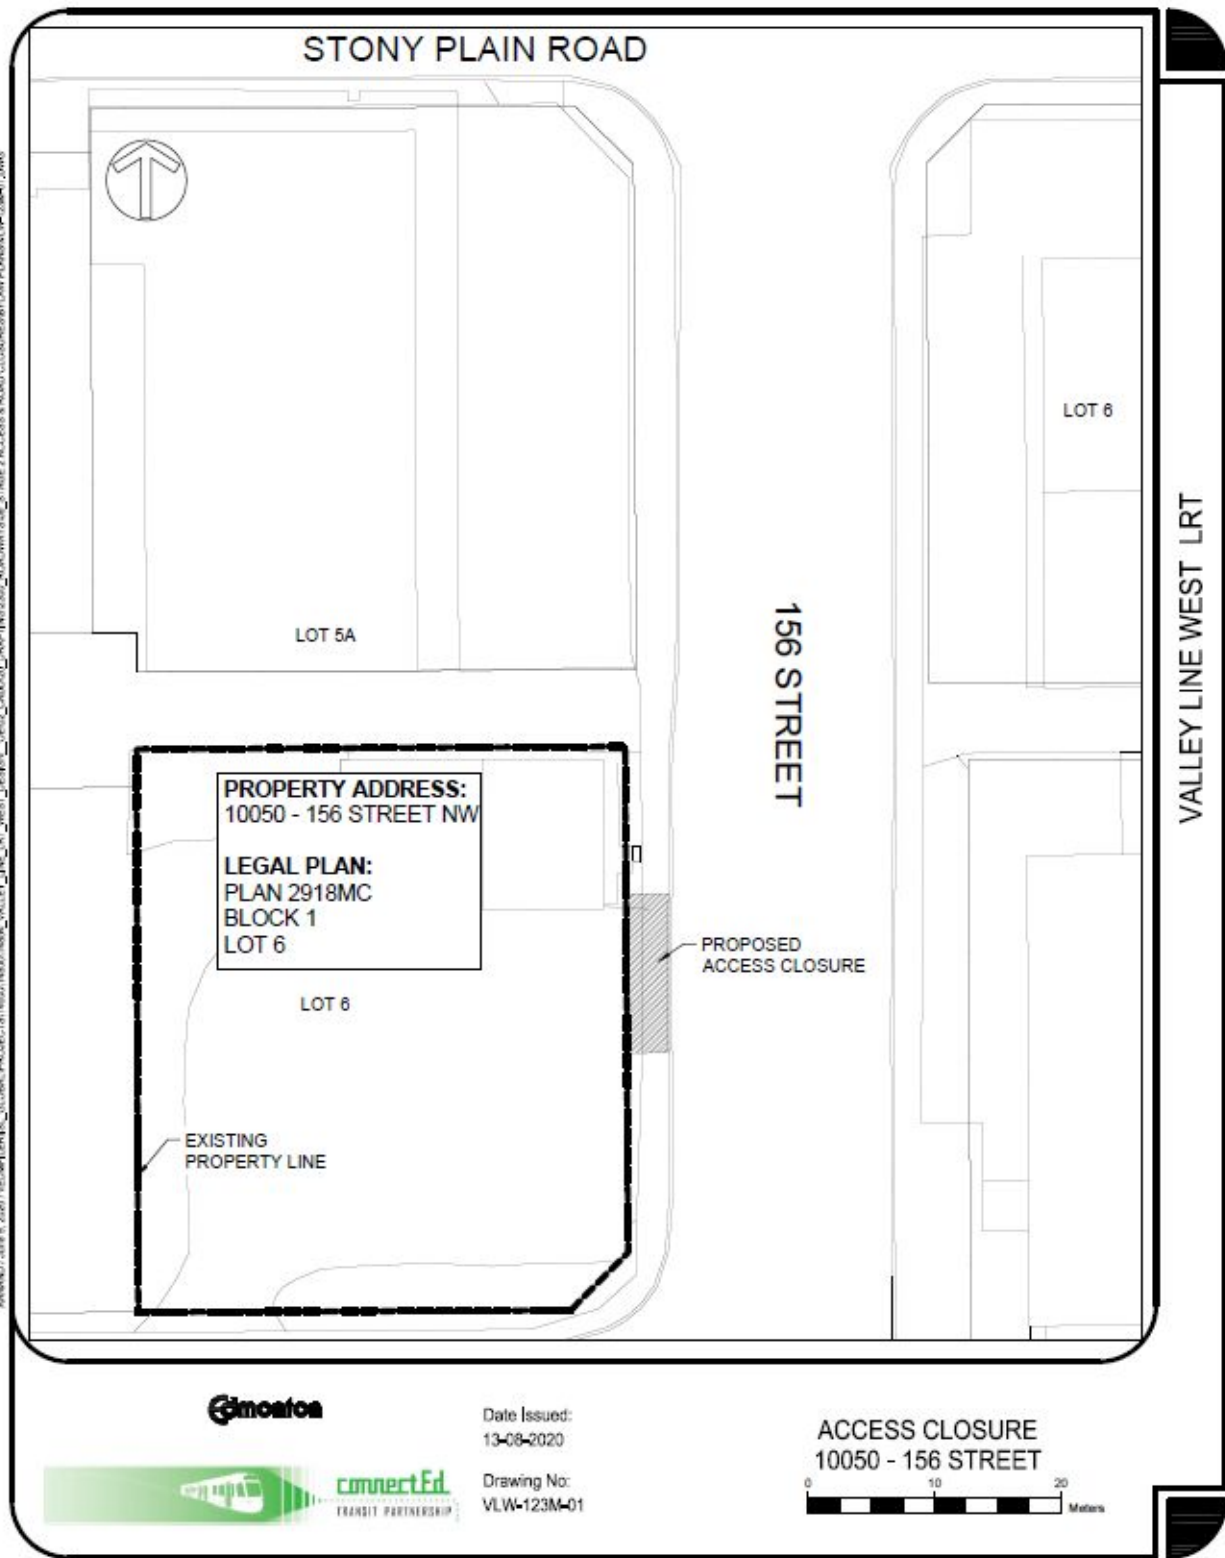 STONY PLAIN ROAD
LOT 6
LOT 5A
156 STREET
VALLEY LINE WEST LRT
PROPERTY ADDRESS:
10050 - 156 STREET NW
LEGAL PLAN:
PLAN 2918MC
BLOCK 1
LOT 6
PROPOSED
ACCESS CLOSURE
LOT 6
EXISTING
PROPERTY LINE
Edmonton
connectEd
TRANSIT PARTNERSHIP
Date Issued:
13-08-2020
Drawing No:
VLW-123M-01
ACCESS CLOSURE
10050 - 156 STREET
0 10 20
Meters